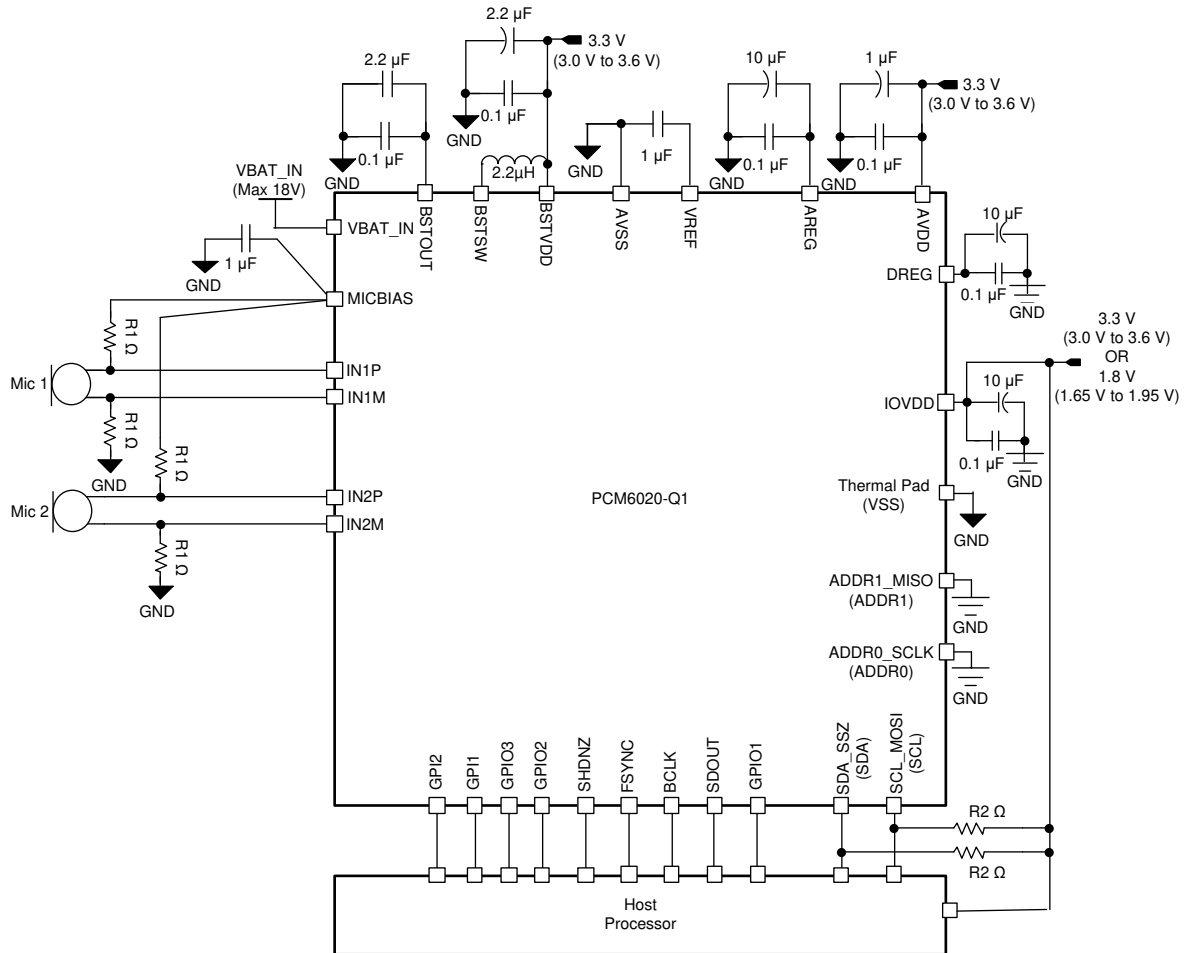 2.2 µF
3.3 V
(3.0 V to 3.6 V)
2.2 µF
10 µF
1 µF
3.3 V
(3.0 V to 3.6 V)
0.1 µF
GND
0.1 µF
GND
2.2µH
1 µF
GND
0.1 µF
GND
0.1 µF
GND
VBAT_IN
(Max 18V)
BSTOUT
BSTSW
BSTVDD
AVSS
VREF
AREG
AVDD
VBAT_IN
1 µF
GND
10 µF
DREG
0.1 µF
GND
MICBIAS
R1 Ω
3.3 V
(3.0 V to 3.6 V)
OR
1.8 V
(1.65 V to 1.95 V)
Mic 1
IN1P
IN1M
R1 Ω
GND
10 µF
IOVDD
0.1 µF
GND
R1 Ω
Mic 2
IN2P
IN2M
R1 Ω
GND
PCM6020-Q1
Thermal Pad
(VSS)
GND
ADDR1_MISO
(ADDR1)
GND
ADDR0_SCLK
(ADDR0)
GND
GPI2
GPI1
GPIO3
GPIO2
SHDNZ
FSYNC
BCLK
SDOUT
GPIO1
SDA_SSZ
(SDA)
SCL_MOSI
(SCL)
R2 Ω
R2 Ω
Host
Processor